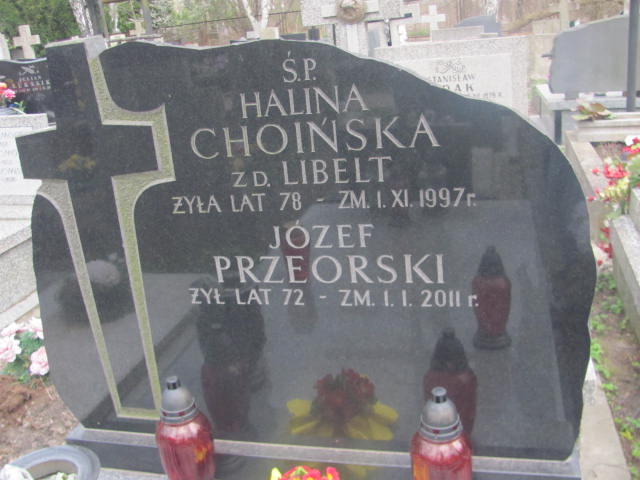 Ś.P.
HALINA
CHOIŃSKA
Z D. LIBELT
ŻYŁA LAT 78 - ZM. 1. XI. 1997 r.
JÓZEF
PRZEORSKI
ŻYŁ LAT 72 - ZM. 1. 1. 2011 r.
STANISŁAW